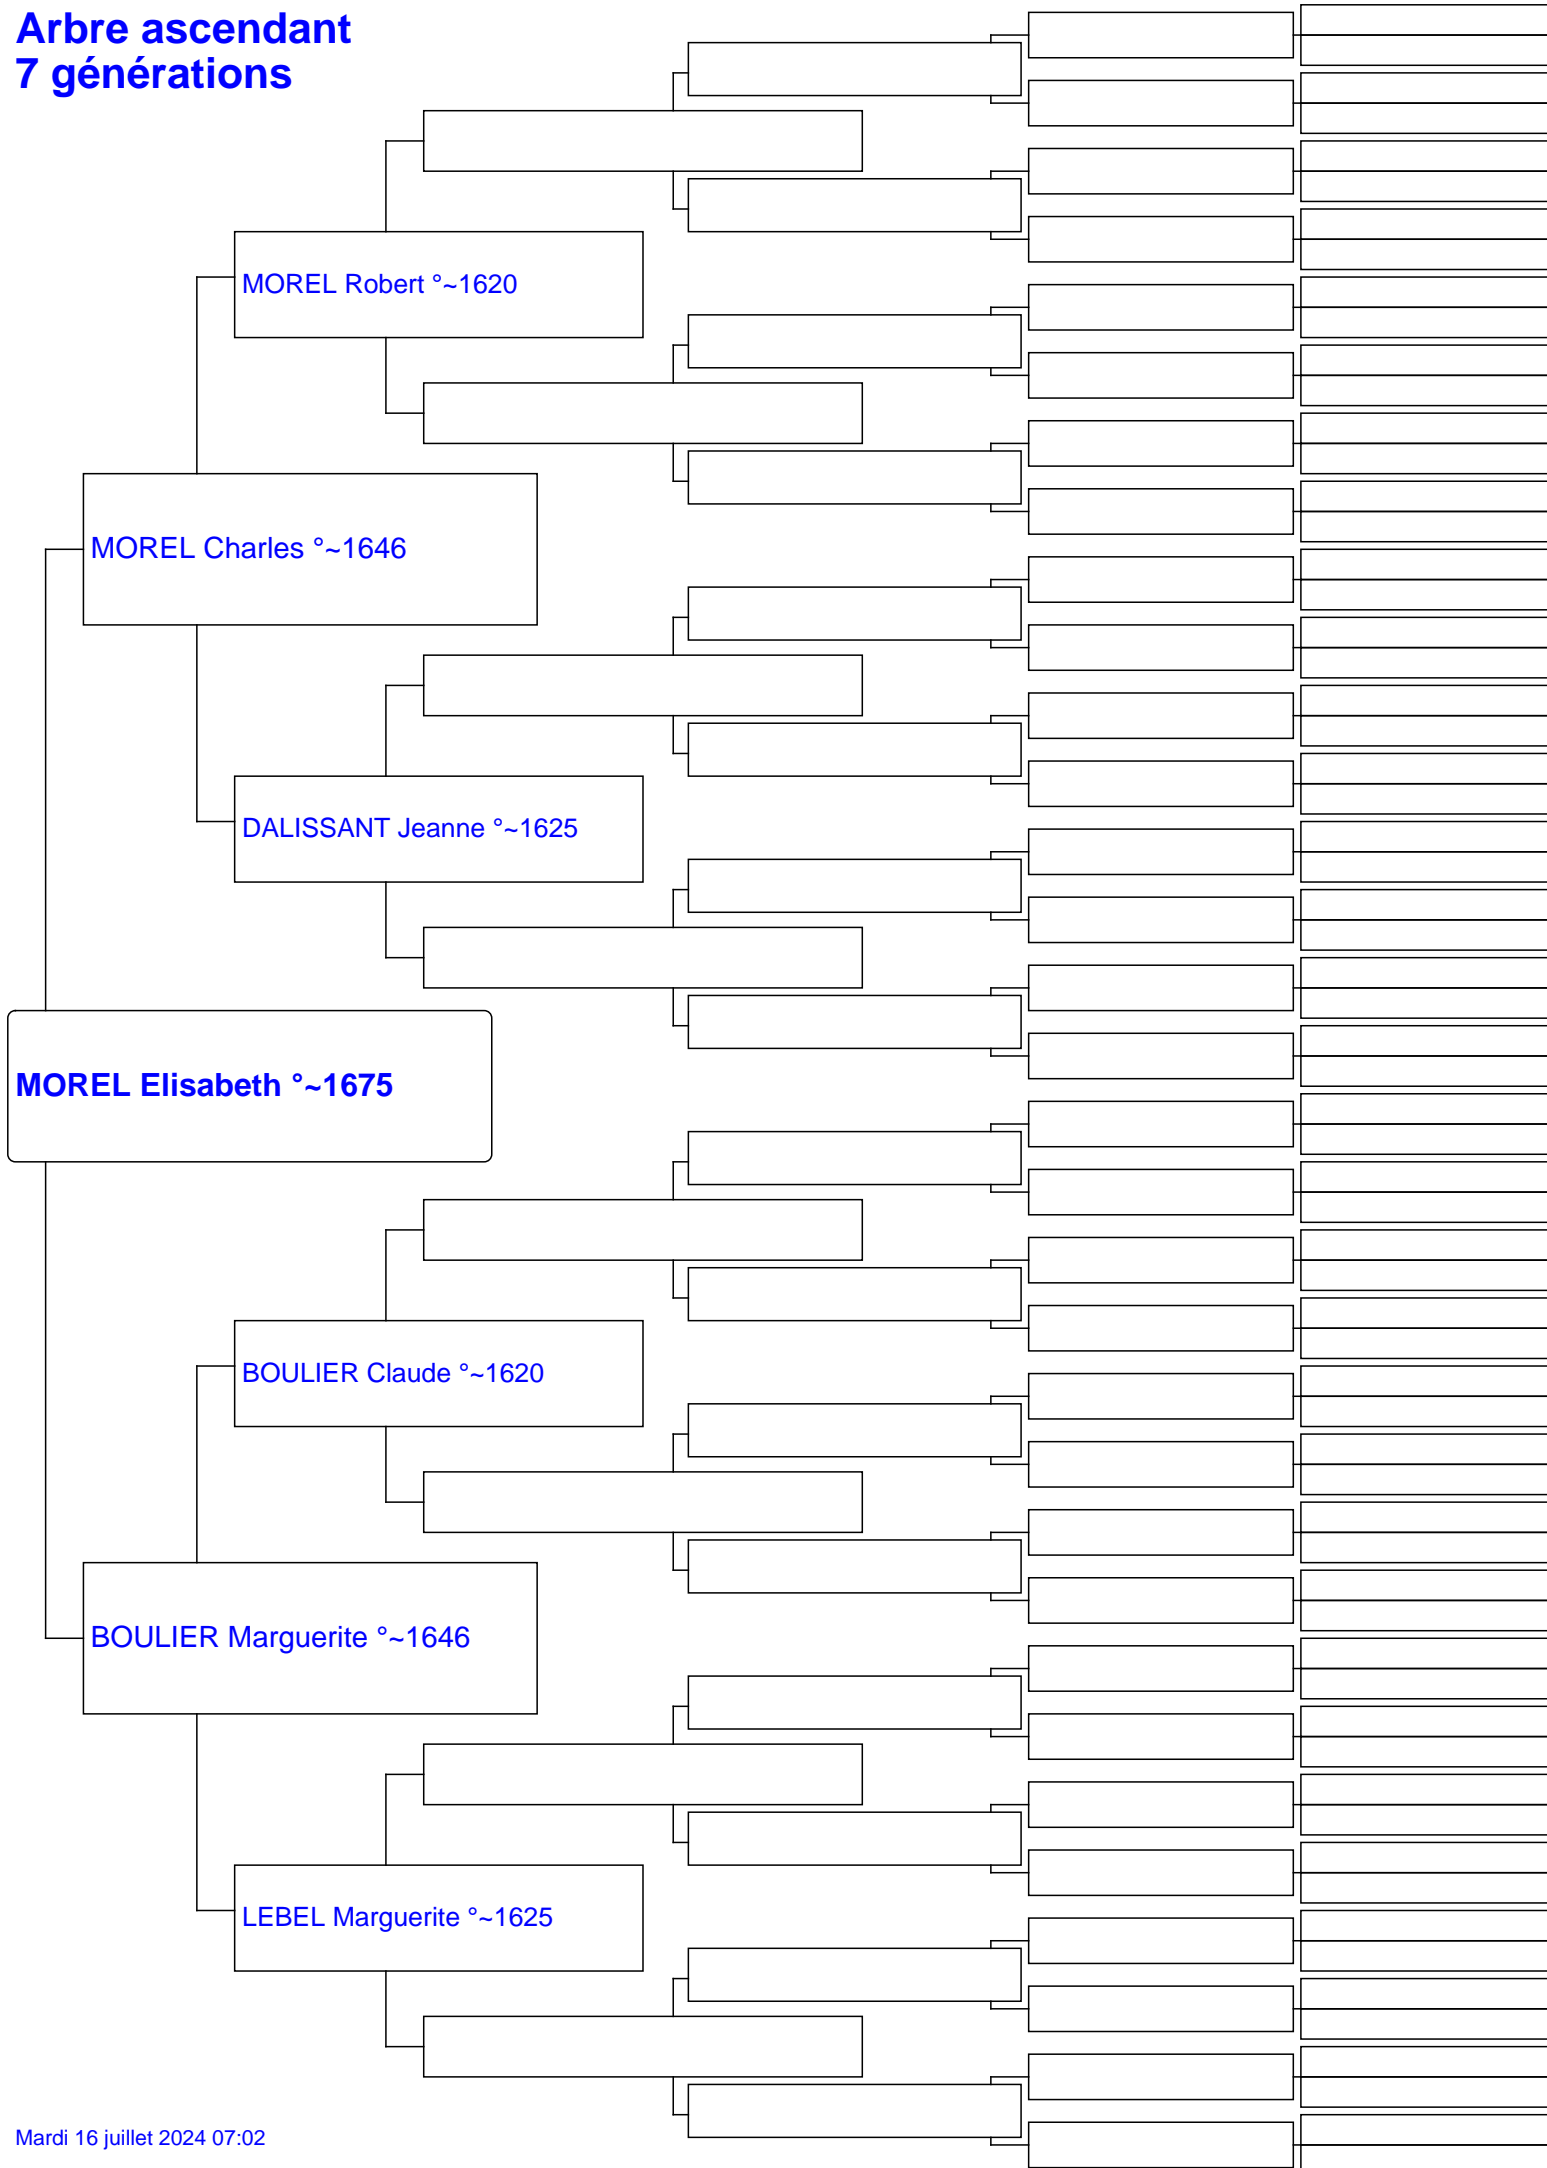 Arbre ascendant
7 générations
MOREL Robert °~1620
MOREL Charles °~1646
DALISSANT Jeanne °~1625
MOREL Elisabeth °~1675
BOULIER Claude °~1620
BOULIER Marguerite °~1646
LEBEL Marguerite °~1625
Mardi 16 juillet 2024 07:02